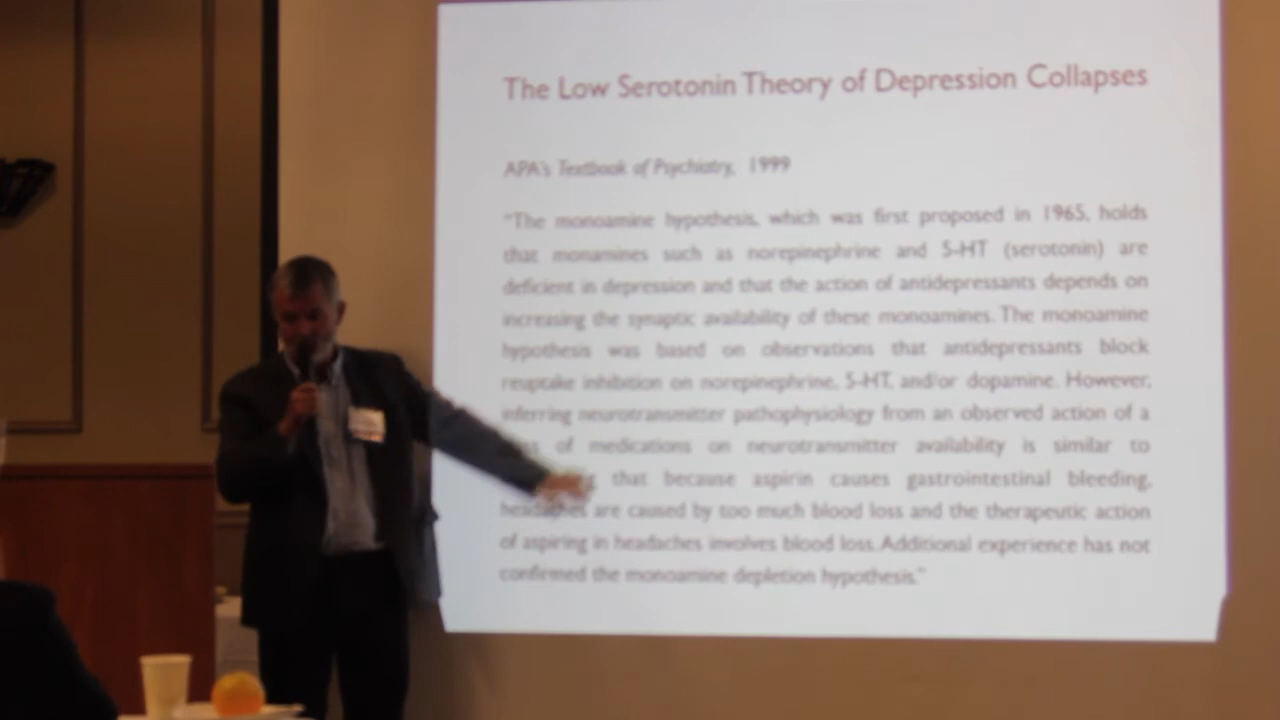 The Low Serotonin Theory of Depression Collapses
APA's Textbook of Psychiatry, 1999
"The monoamine hypothesis, which was first proposed in 1965, holds
that monamines such as norepinephrine and 5-HT (serotonin) are
deficient in depression and that the action of antidepressants depends on
increasing the synaptic availability of these monoamines. The monoamine
hypothesis was based on observations that antidepressants block
reuptake inhibition on norepinephrine, 5-HT, and/or dopamine. However,
inferring neurotransmitter pathophysiology from an observed action of a
of medications on neurotransmitter availability is similar to
that because aspirin causes gastrointestinal bleeding,
headaches are caused by too much blood loss and the therapeutic action
of aspiring in headaches involves blood loss. Additional experience has not
confirmed the monoamine depletion hypothesis."